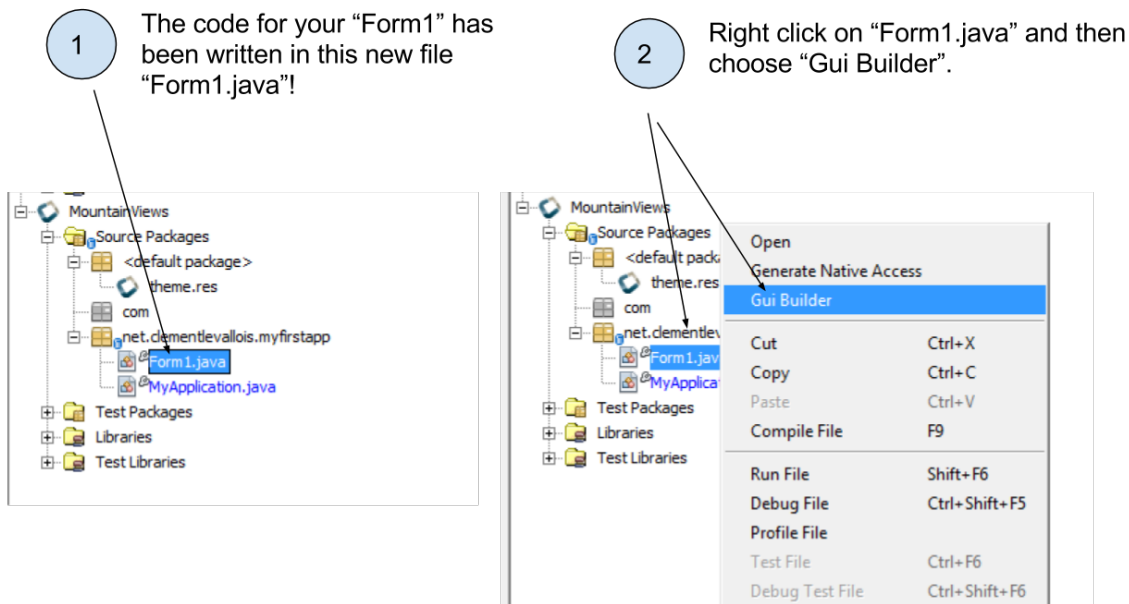 1
The code for your “Form1” has
been written in this new file
“Form1.java”!
2
Right click on “Form1.java” and then
choose “Gui Builder”.
MountainViews
Source Packages
<default package>
theme.res
com
net.clementlevallois.myfirstapp
Form1.java
MyApplication.java
Test Packages
Libraries
Test Libraries
MountainViews
Source Packages
<default packa
theme.res
com
net.clementlev
Form1.jav
MyApplicat
Test Packages
Libraries
Test Libraries
Open
Generate Native Access
Gui Builder
Cut Ctrl+X
Copy Ctrl+C
Paste Ctrl+V
Compile File F9
Run File Shift+F6
Debug File Ctrl+Shift+F5
Profile File
Test File Ctrl+F6
Debug Test File Ctrl+Shift+F6